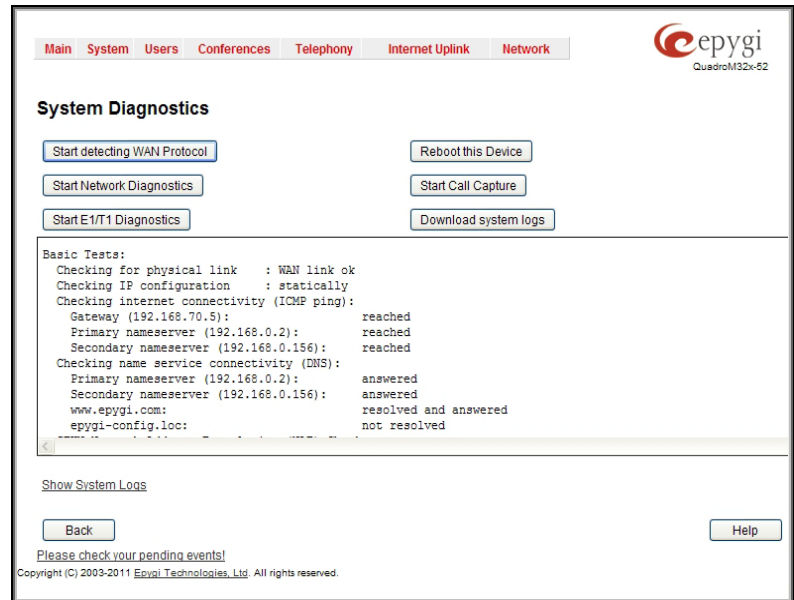 Main System Users Conferences Telephony Internet Uplink Network
epygi
QuadroM32x-52
System Diagnostics
Start detecting WAN Protocol Reboot this Device
Start Network Diagnostics Start Call Capture
Start E1/T1 Diagnostics Download system logs
Basic Tests:
Checking for physical link : WAN link ok
Checking IP configuration : statically
Checking internet connectivity (ICMP ping):
Gateway (192.168.70.5): reached
Primary nameserver (192.168.0.2): reached
Secondary nameserver (192.168.0.156): reached
Checking name service connectivity (DNS):
Primary nameserver (192.168.0.2): answered
Secondary nameserver (192.168.0.156): answered
www.epygi.com: resolved and answered
epygi-config.loc: not resolved
Show System Logs
Back Help
Please check your pending events!
Copyright (C) 2003-2011 Epygi Technologies, Ltd. All rights reserved.